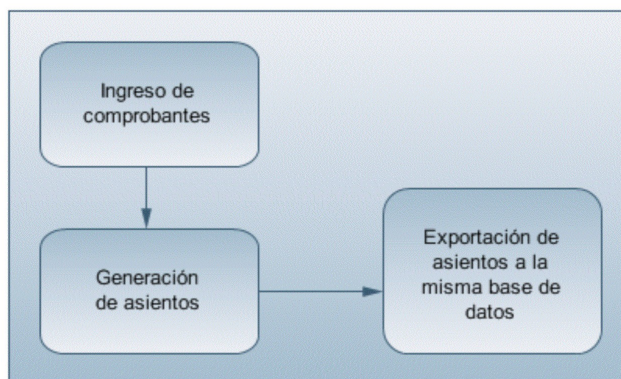 Ingreso de
comprobantes
Generación
de asientos
Exportación de
asientos a la
misma base de
datos